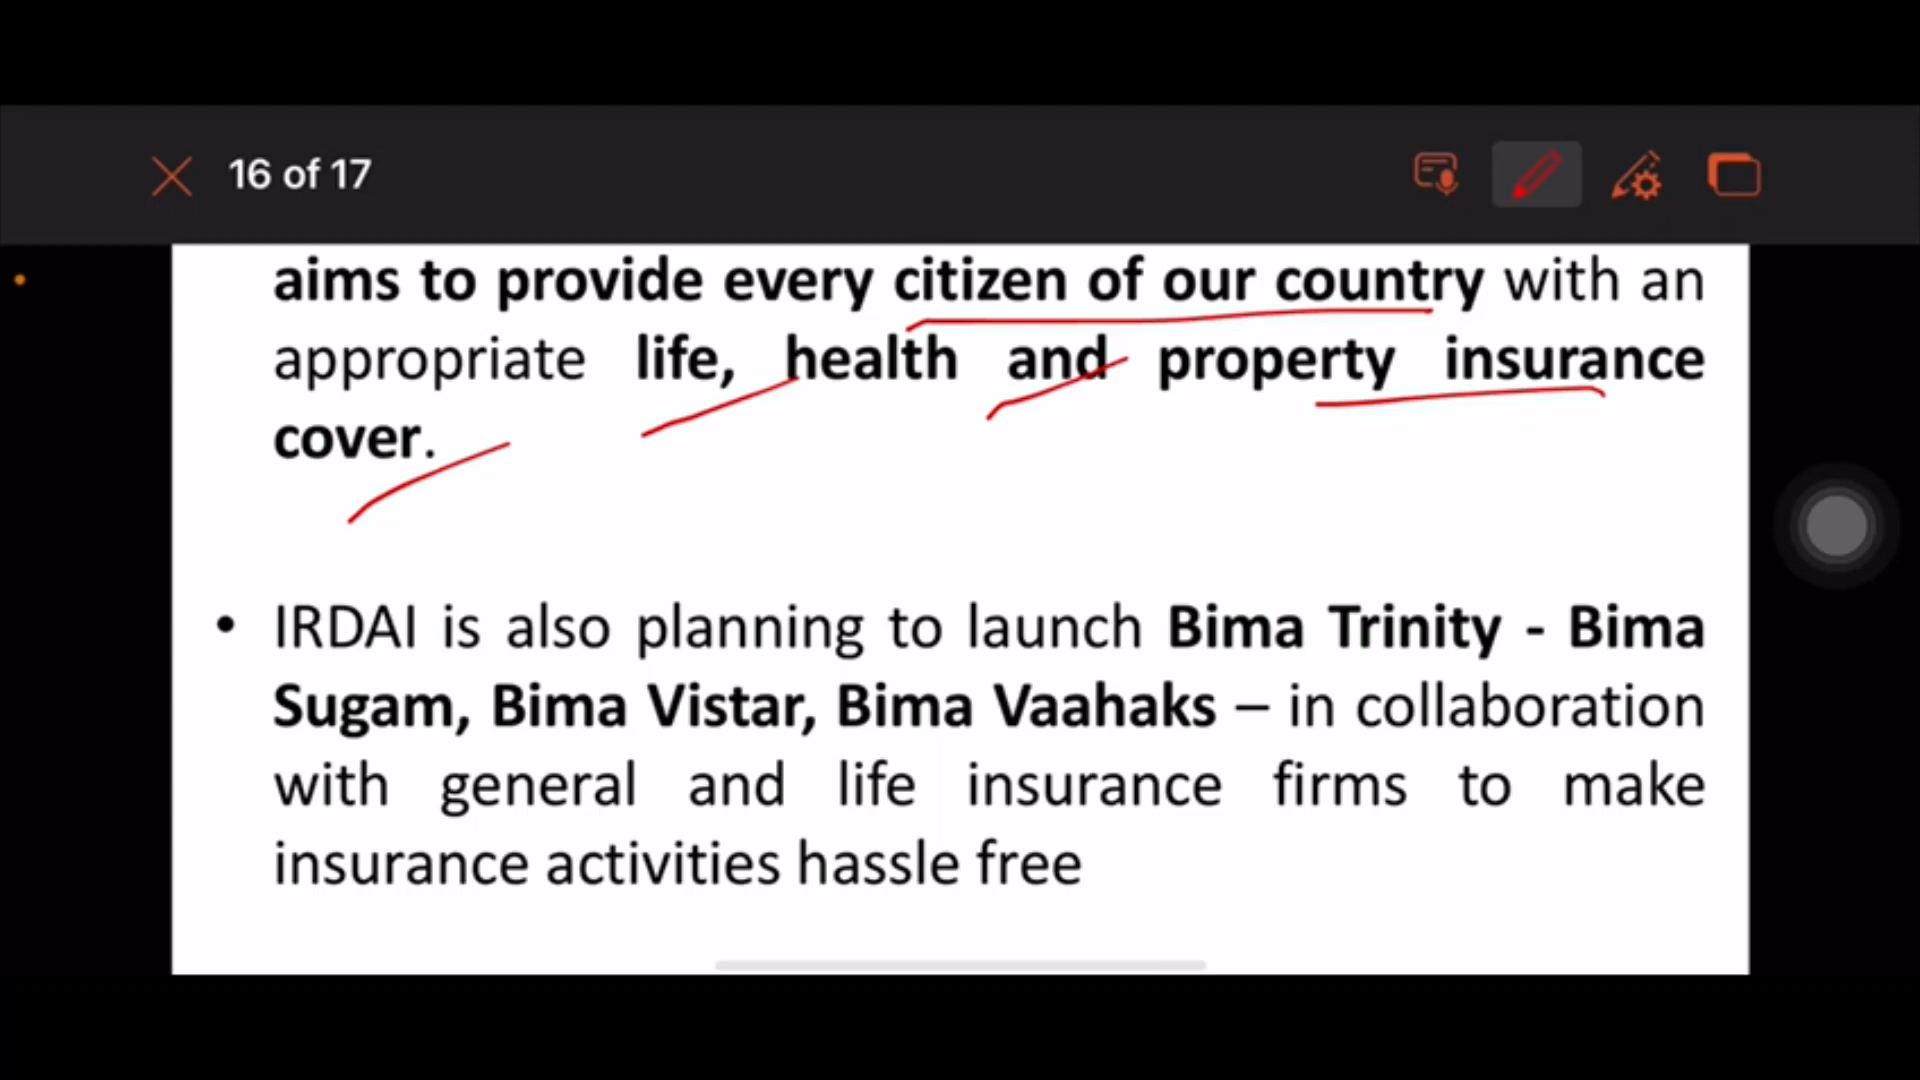 16 of 17
aims to provide every citizen of our country with an
appropriate life, health and property insurance
cover.
• IRDAI is also planning to launch Bima Trinity - Bima
Sugam, Bima Vistar, Bima Vaahaks – in collaboration
with general and life insurance firms to make
insurance activities hassle free